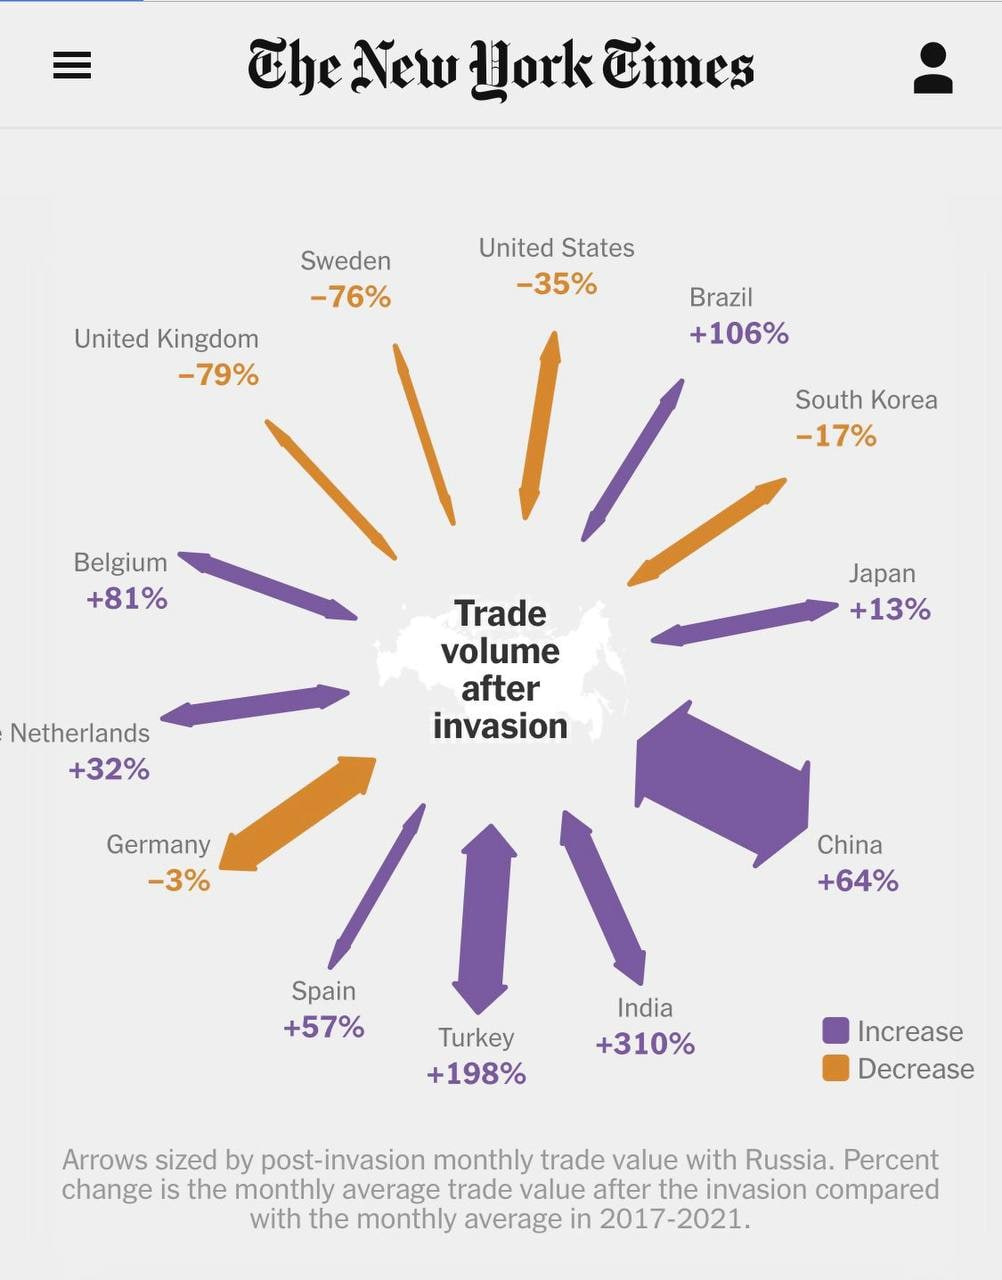 The New York Times
United States
−35%
Sweden
−76%
Brazil
+106%
United Kingdom
−79%
South Korea
−17%
Belgium
+81%
Japan
+13%
Trade
volume
after
invasion
Netherlands
+32%
Germany
−3%
China
+64%
Spain
+57%
India
+310%
Turkey
+198%
Increase
Decrease
Arrows sized by post-invasion monthly trade value with Russia. Percent
change is the monthly average trade value after the invasion compared
with the monthly average in 2017-2021.